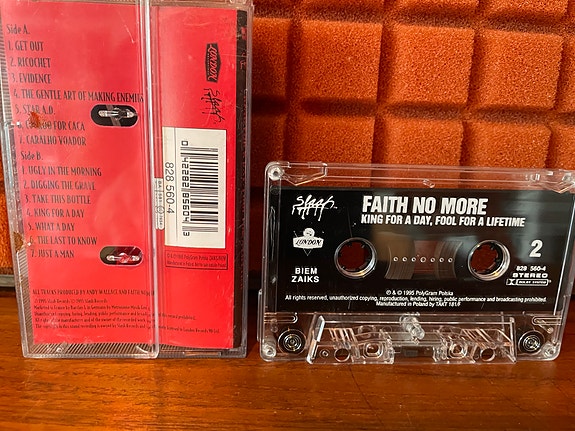 Side A.
1. GET OUT
2. RICOCHET
3. EVIDENCE
4. THE GENTLE ART OF MAKING ENEMIES
5. STAR A.D.
FOR CACA
7. CARALHO VOADOR
Side B.
1. UGLY IN THE MORNING
2. DIGGING THE GRAVE
3. TAKE THIS BOTTLE
4. KING FOR A DAY
5. WHAT A DAY
6. THE LAST TO KNOW
7. JUST A MAN
ALL TRACKS PRODUCED BY ANDY WALLACE AND FAITH
LONDON
slash
828 560-4
slash
FAITH NO MORE
KING FOR A DAY, FOOL FOR A LIFETIME
LONDON
BIEM
ZAIKS
2
828 560-4
STEREO
DOLBY SYSTEM
℗ & © 1995 PolyGram Polska
All rights reserved, unauthorized copying, reproduction, lending, hiring, public performance and broadcasting prohibited.
Manufactured in Poland by TAKT